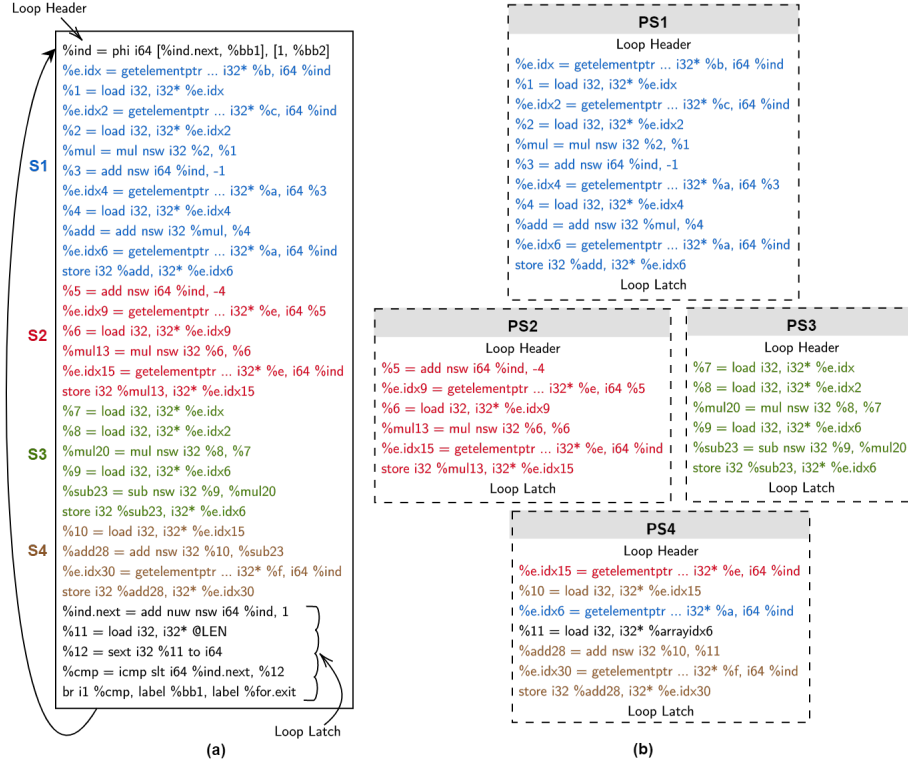 Loop Header
%ind = phi i64 [%ind.next, %bb1], [1, %bb2]
%e.idx = getelementptr ... i32* %b, i64 %ind
%1 = load i32, i32* %e.idx
%e.idx2 = getelementptr ... i32* %c, i64 %ind
%2 = load i32, i32* %e.idx2
%mul = mul nsw i32 %2, %1
S1
%3 = add nsw i64 %ind, -1
%e.idx4 = getelementptr ... i32* %a, i64 %3
%4 = load i32, i32* %e.idx4
%add = add nsw i32 %mul, %4
%e.idx6 = getelementptr ... i32* %a, i64 %ind
store i32 %add, i32* %e.idx6
%5 = add nsw i64 %ind, -4
%e.idx9 = getelementptr ... i32* %e, i64 %5
S2
%6 = load i32, i32* %e.idx9
%mul13 = mul nsw i32 %6, %6
%e.idx15 = getelementptr ... i32* %e, i64 %ind
store i32 %mul13, i32* %e.idx15
%7 = load i32, i32* %e.idx
%8 = load i32, i32* %e.idx2
S3
%mul20 = mul nsw i32 %8, %7
%9 = load i32, i32* %e.idx6
%sub23 = sub nsw i32 %9, %mul20
store i32 %sub23, i32* %e.idx6
%10 = load i32, i32* %e.idx15
S4
%add28 = add nsw i32 %10, %sub23
%e.idx30 = getelementptr ... i32* %f, i64 %ind
store i32 %add28, i32* %e.idx30
%ind.next = add nuw nsw i64 %ind, 1
%11 = load i32, i32* @LEN
%12 = sext i32 %11 to i64
%cmp = icmp slt i64 %ind.next, %12
br i1 %cmp, label %bb1, label %for.exit
Loop Latch
(a)
PS1
Loop Header
%e.idx = getelementptr ... i32* %b, i64 %ind
%1 = load i32, i32* %e.idx
%e.idx2 = getelementptr ... i32* %c, i64 %ind
%2 = load i32, i32* %e.idx2
%mul = mul nsw i32 %2, %1
%3 = add nsw i64 %ind, -1
%e.idx4 = getelementptr ... i32* %a, i64 %3
%4 = load i32, i32* %e.idx4
%add = add nsw i32 %mul, %4
%e.idx6 = getelementptr ... i32* %a, i64 %ind
store i32 %add, i32* %e.idx6
Loop Latch
PS2
Loop Header
%5 = add nsw i64 %ind, -4
%e.idx9 = getelementptr ... i32* %e, i64 %5
%6 = load i32, i32* %e.idx9
%mul13 = mul nsw i32 %6, %6
%e.idx15 = getelementptr ... i32* %e, i64 %ind
store i32 %mul13, i32* %e.idx15
Loop Latch
PS3
Loop Header
%7 = load i32, i32* %e.idx
%8 = load i32, i32* %e.idx2
%mul20 = mul nsw i32 %8, %7
%9 = load i32, i32* %e.idx6
%sub23 = sub nsw i32 %9, %mul20
store i32 %sub23, i32* %e.idx6
Loop Latch
PS4
Loop Header
%e.idx15 = getelementptr ... i32* %e, i64 %ind
%10 = load i32, i32* %e.idx15
%e.idx6 = getelementptr ... i32* %a, i64 %ind
%11 = load i32, i32* %arrayidx6
%add28 = add nsw i32 %10, %11
%e.idx30 = getelementptr ... i32* %f, i64 %ind
store i32 %add28, i32* %e.idx30
Loop Latch
(b)